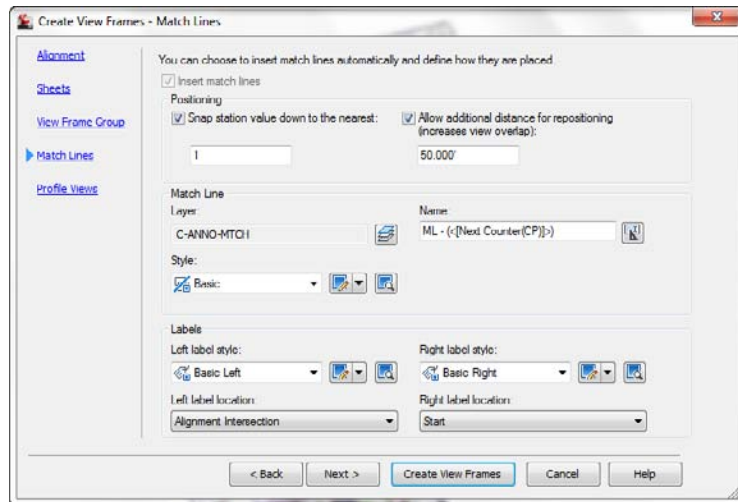 Create View Frames - Match Lines
Alignment
Sheets
View Frame Group
Match Lines
Profile Views
You can choose to insert match lines automatically and define how they are placed.
Insert match lines
Positioning
Snap station value down to the nearest:
1
Allow additional distance for repositioning
(increases view overlap):
50.000'
Match Line
Layer:
C-ANNO-MTCH
Name:
ML - (<[Next Counter(CP)]>)
Style:
Basic
Labels
Left label style:
Basic Left
Right label style:
Basic Right
Left label location:
Alignment Intersection
Right label location:
Start
< Back
Next >
Create View Frames
Cancel
Help